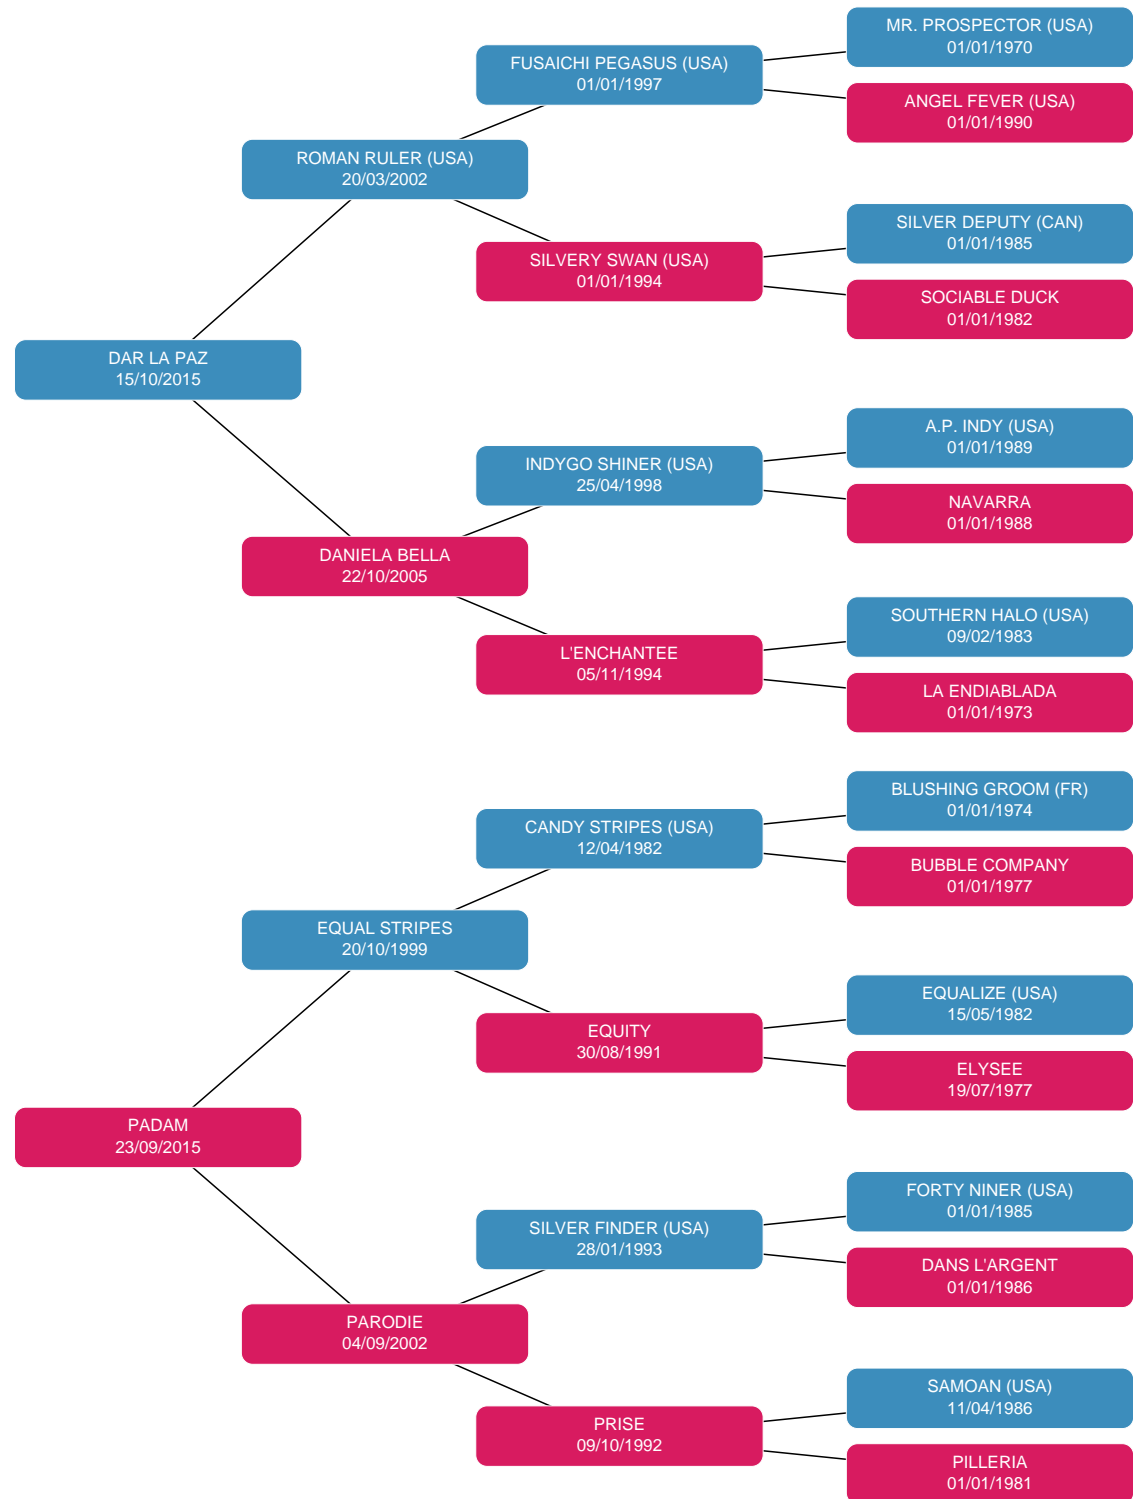 MR. PROSPECTOR (USA)
01/01/1970
FUSAICHI PEGASUS (USA)
01/01/1997
ANGEL FEVER (USA)
01/01/1990
ROMAN RULER (USA)
20/03/2002
SILVER DEPUTY (CAN)
01/01/1985
SILVERY SWAN (USA)
01/01/1994
SOCIABLE DUCK
01/01/1982
DAR LA PAZ
15/10/2015
A.P. INDY (USA)
01/01/1989
INDYGO SHINER (USA)
25/04/1998
NAVARRA
01/01/1988
DANIELA BELLA
22/10/2005
SOUTHERN HALO (USA)
09/02/1983
L'ENCHANTEE
05/11/1994
LA ENDIABLADA
01/01/1973
BLUSHING GROOM (FR)
01/01/1974
CANDY STRIPES (USA)
12/04/1982
BUBBLE COMPANY
01/01/1977
EQUAL STRIPES
20/10/1999
EQUALIZE (USA)
15/05/1982
EQUITY
30/08/1991
ELYSEE
19/07/1977
PADAM
23/09/2015
FORTY NINER (USA)
01/01/1985
SILVER FINDER (USA)
28/01/1993
DANS L'ARGENT
01/01/1986
PARODIE
04/09/2002
SAMOAN (USA)
11/04/1986
PRISE
09/10/1992
PILLERIA
01/01/1981